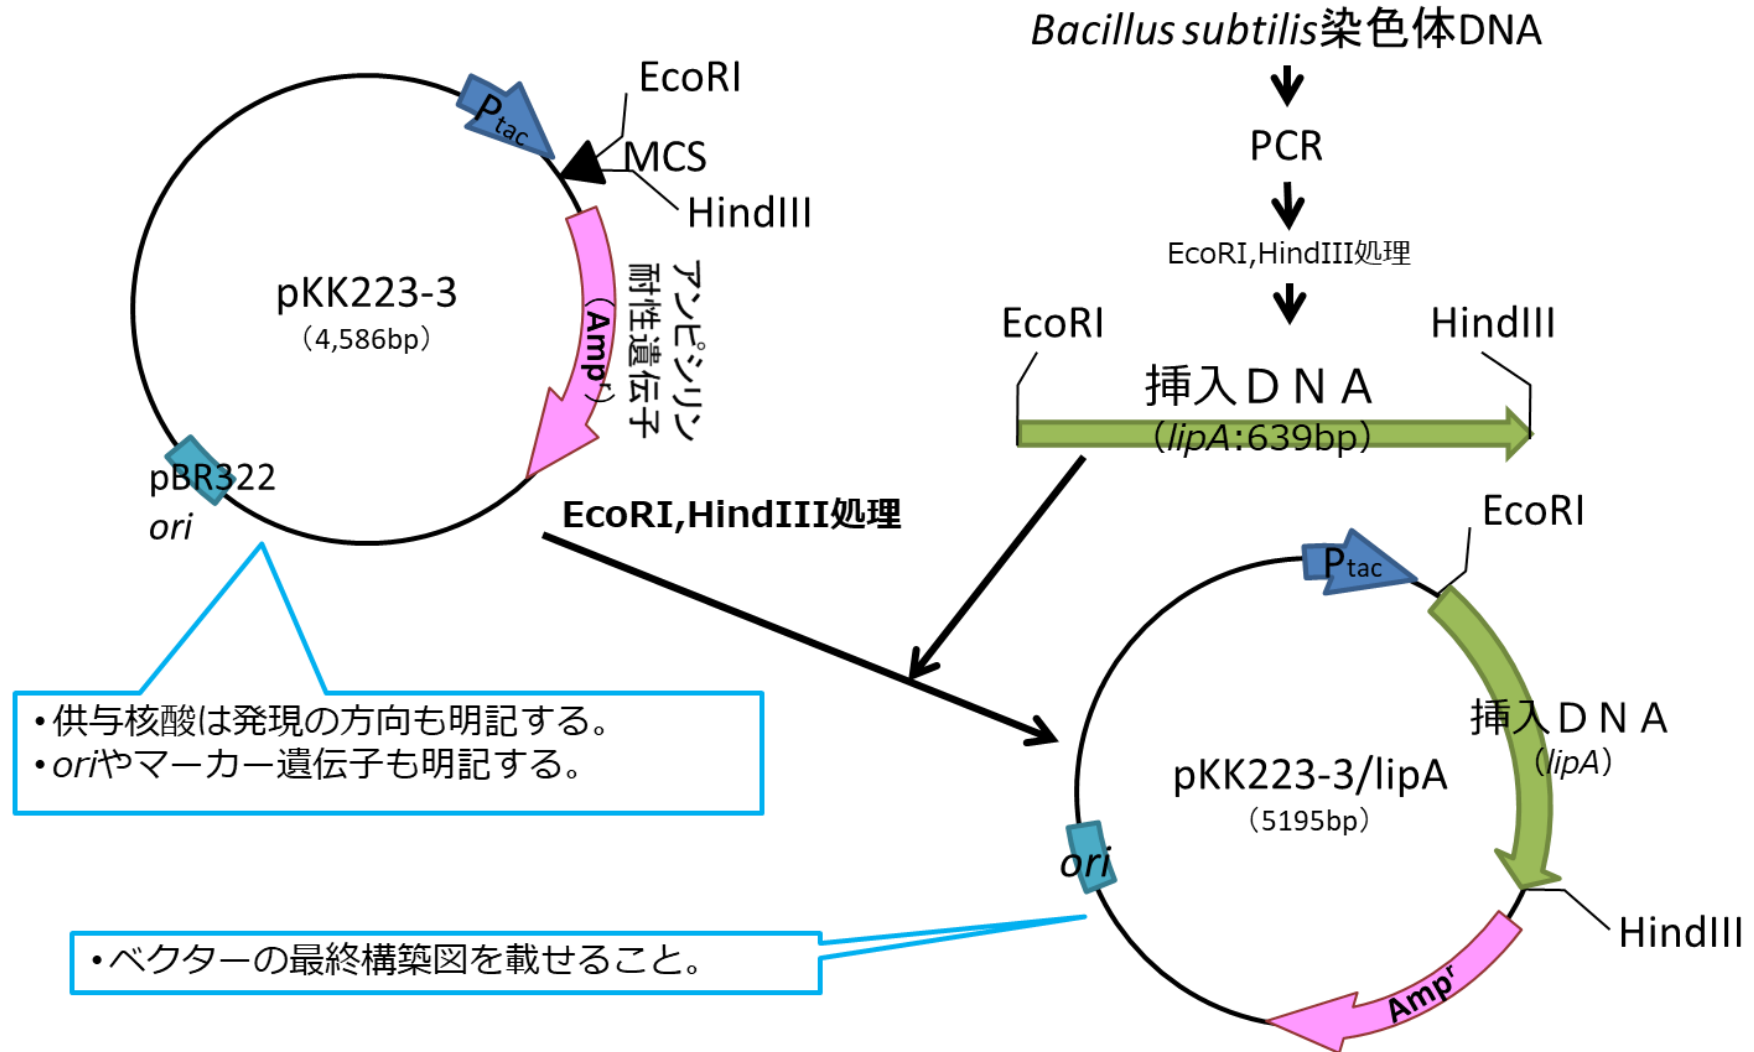 Bacillus subtilis染色体DNA
PCR
EcoRI,HindIII処理
EcoRI
HindIII
挿入ＤＮＡ
（lipA:639bp）
Ptac
EcoRI
MCS
HindIII
pKK223-3
（4,586bp）
アンピシリン
耐性遺伝子
（Ampr）
pBR322
ori
EcoRI,HindIII処理
・供与核酸は発現の方向も明記する。
・oriやマーカー遺伝子も明記する。
Ptac
EcoRI
挿入ＤＮＡ
（lipA）
pKK223-3/lipA
（5195bp）
ori
HindIII
Ampr
・ベクターの最終構築図を載せること。